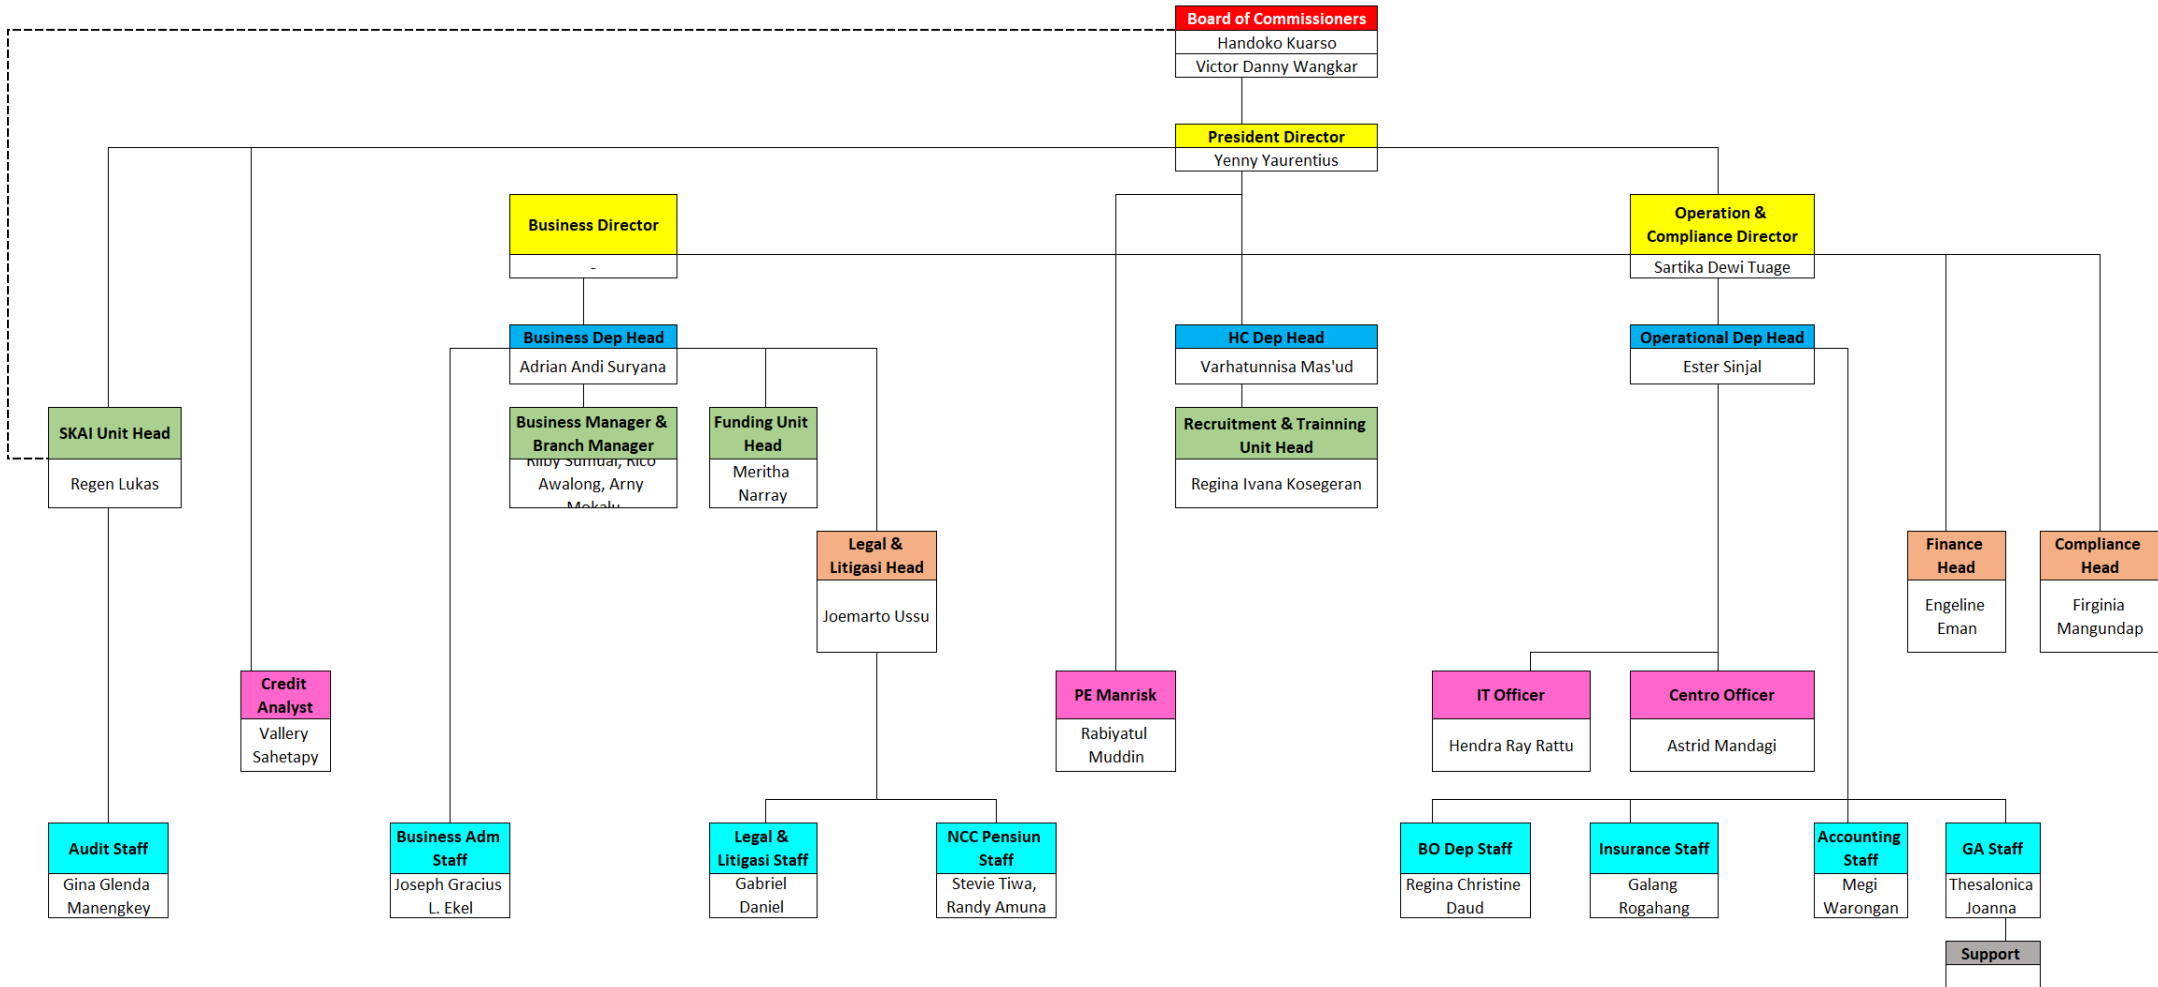 Board of Commissioners
Handoko Kuarso
Victor Danny Wangkar
President Director
Yenny Yaurentius
Business Director
-
Operation &
Compliance Director
Sartika Dewi Tuage
Business Dep Head
Adrian Andi Suryana
HC Dep Head
Varhatunnisa Mas'ud
Operational Dep Head
Ester Sinjal
SKAI Unit Head
Regen Lukas
Business Manager &
Branch Manager
Sumual, Rico
Awalong, Arny
Mokalu
Funding Unit
Head
Meritha
Narray
Recruitment & Trainning
Unit Head
Regina Ivana Kosegeran
Legal &
Litigasi Head
Joemarto Ussu
Finance
Head
Engeline
Eman
Compliance
Head
Firginia
Mangundap
Credit
Analyst
Vallery
Sahetapy
PE Manrisk
Rabiyatul
Muddin
IT Officer
Hendra Ray Rattu
Centro Officer
Astrid Mandagi
Audit Staff
Gina Glenda
Manengkey
Business Adm
Staff
Joseph Gracius
L. Ekel
Legal &
Litigasi Staff
Gabriel
Daniel
NCC Pensiun
Staff
Stevie Tiwa,
Randy Amuna
BO Dep Staff
Regina Christine
Daud
Insurance Staff
Galang
Rogahang
Accounting
Staff
Megi
Warongan
GA Staff
Thesalonica
Joanna
Support